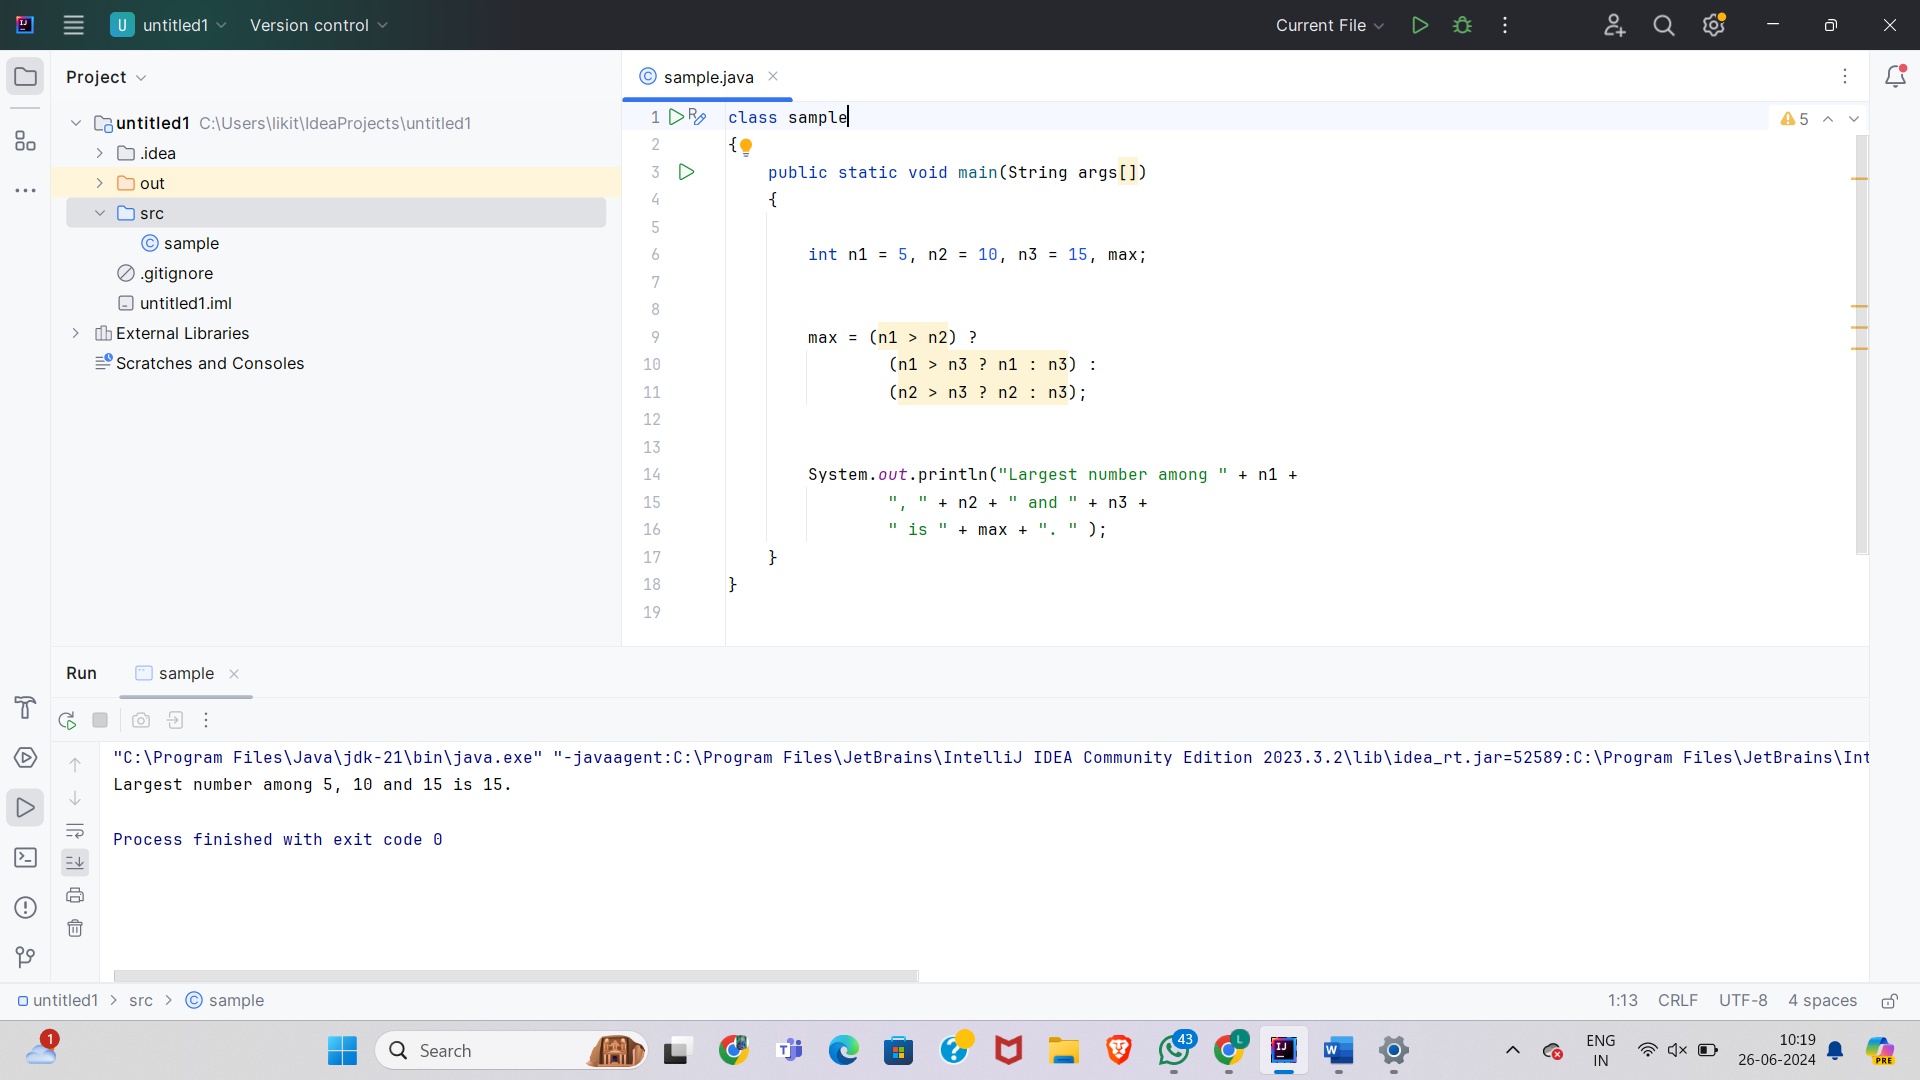 U untitled1 Version control Current File
Project
sample.java
untitled1 C:\Users\likit\IdeaProjects\untitled1
.idea
out
src
sample
.gitignore
untitled1.iml
External Libraries
Scratches and Consoles
5
1 class sample
2 {
3 public static void main(String args[])
4 {
5
6 int n1 = 5, n2 = 10, n3 = 15, max;
7
8
9 max = (n1 > n2) ?
10 (n1 > n3 ? n1 : n3) :
11 (n2 > n3 ? n2 : n3);
12
13
14 System.out.println("Largest number among " + n1 +
15 ", " + n2 + " and " + n3 +
16 " is " + max + ". " );
17 }
18 }
19
Run sample
"C:\Program Files\Java\jdk-21\bin\java.exe" "-javaagent:C:\Program Files\JetBrains\IntelliJ IDEA Community Edition 2023.3.2\lib\idea_rt.jar=52589:C:\Program Files\JetBrains\Int
Largest number among 5, 10 and 15 is 15.
Process finished with exit code 0
untitled1 > src > sample 1:13 CRLF UTF-8 4 spaces
1 Search 43 L ENG 10:19
IN 26-06-2024 PRE